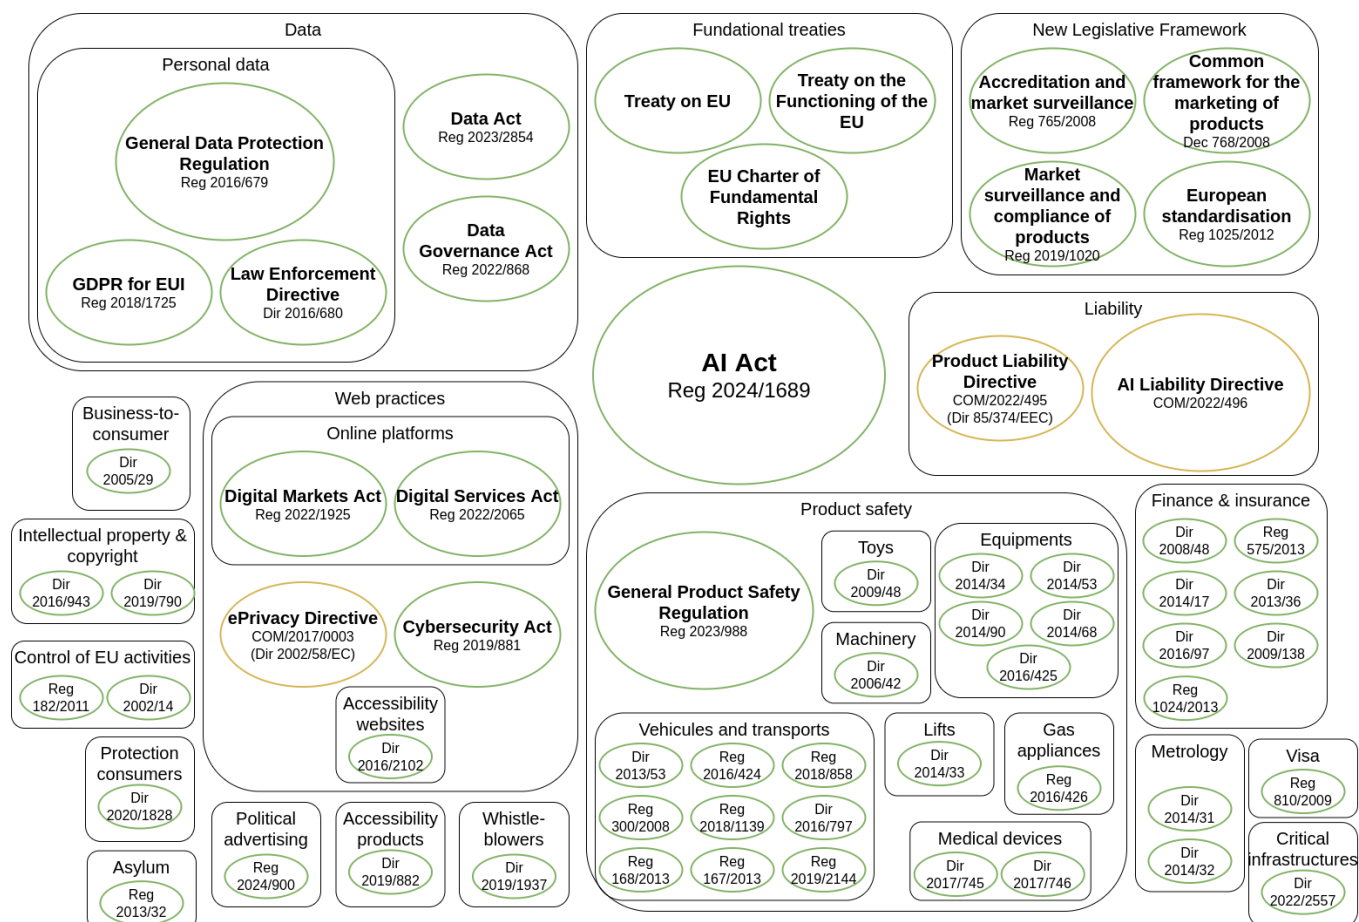 Data
Personal data
General Data Protection
Regulation
Reg 2016/679
GDPR for EUI
Reg 2018/1725
Law Enforcement
Directive
Dir 2016/680
Data Act
Reg 2023/2854
Data
Governance Act
Reg 2022/868
Fundational treaties
Treaty on EU
Treaty on the
Functioning of the
EU
EU Charter of
Fundamental
Rights
New Legislative Framework
Accreditation and
market surveillance
Reg 765/2008
Common
framework for the
marketing of
products
Dec 768/2008
Market
surveillance and
compliance of
products
Reg 2019/1020
European
standardisation
Reg 1025/2012
AI Act
Reg 2024/1689
Liability
Product Liability
Directive
COM/2022/495
(Dir 85/374/EEC)
AI Liability Directive
COM/2022/496
Business-to-
consumer
Dir
2005/29
Intellectual property &
copyright
Dir
2016/943
Dir
2019/790
Control of EU activities
Reg
182/2011
Dir
2002/14
Protection
consumers
Dir
2020/1828
Asylum
Reg
2013/32
Web practices
Online platforms
Digital Markets Act
Reg 2022/1925
Digital Services Act
Reg 2022/2065
ePrivacy Directive
COM/2017/0003
(Dir 2002/58/EC)
Cybersecurity Act
Reg 2019/881
Accessibility
websites
Dir
2016/2102
Political
advertising
Reg
2024/900
Accessibility
products
Dir
2019/882
Whistle-
blowers
Dir
2019/1937
Product safety
General Product Safety
Regulation
Reg 2023/988
Toys
Dir
2009/48
Machinery
Dir
2006/42
Equipments
Dir
2014/34
Dir
2014/53
Dir
2014/90
Dir
2014/68
Dir
2016/425
Vehicules and transports
Dir
2013/53
Reg
2016/424
Reg
2018/858
Reg
300/2008
Reg
2018/1139
Dir
2016/797
Reg
168/2013
Reg
167/2013
Reg
2019/2144
Lifts
Dir
2014/33
Gas
appliances
Reg
2016/426
Medical devices
Dir
2017/745
Dir
2017/746
Finance & insurance
Dir
2008/48
Reg
575/2013
Dir
2014/17
Dir
2013/36
Dir
2016/97
Dir
2009/138
Reg
1024/2013
Metrology
Dir
2014/31
Dir
2014/32
Visa
Reg
810/2009
Critical
infrastructures
Dir
2022/2557